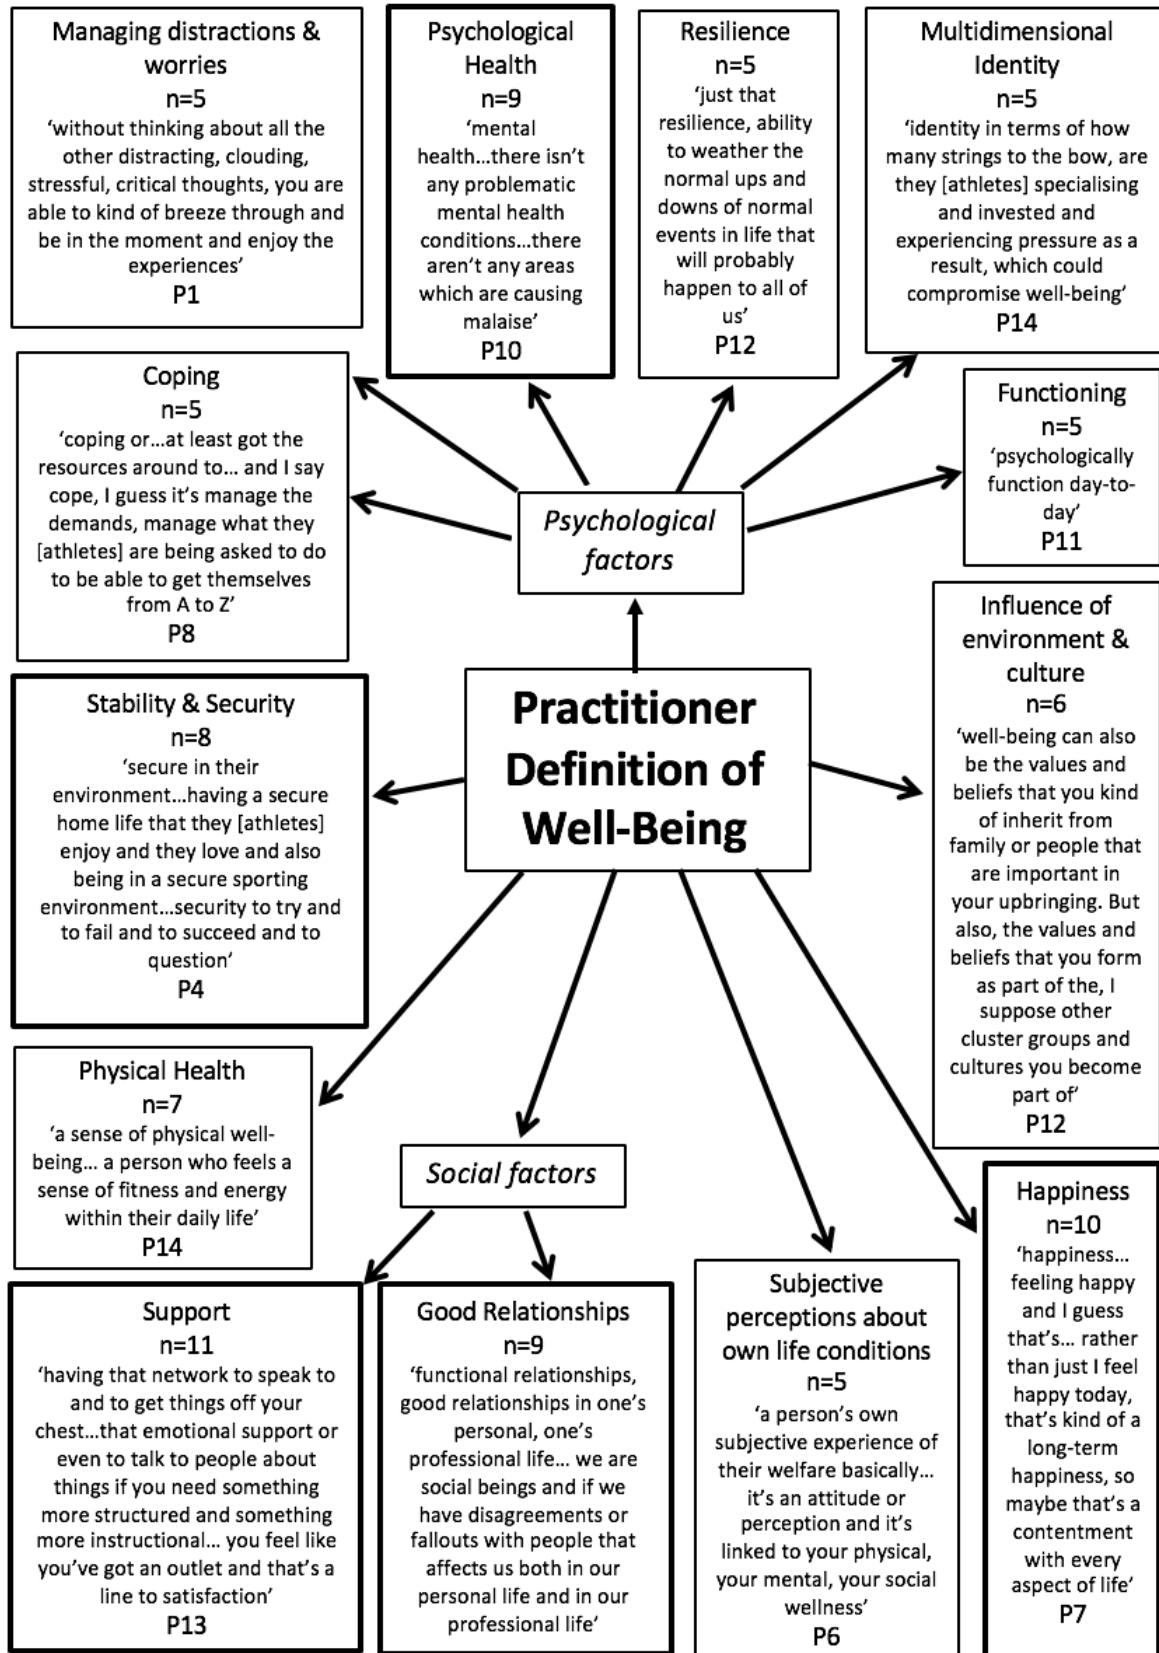 Managing distractions &
worries
n=5
‘without thinking about all the
other distracting, clouding,
stressful, critical thoughts, you are
able to kind of breeze through and
be in the moment and enjoy the
experiences’
P1
Psychological
Health
n=9
‘mental
health...there isn’t
any problematic
mental health
conditions...there
aren’t any areas
which are causing
malaise’
P10
Resilience
n=5
‘just that
resilience, ability
to weather the
normal ups and
downs of normal
events in life that
will probably
happen to all of
us’
P12
Multidimensional
Identity
n=5
‘identity in terms of how
many strings to the bow, are
they [athletes] specialising
and invested and
experiencing pressure as a
result, which could
compromise well-being’
P14
Coping
n=5
‘coping or...at least got the
resources around to... and I say
cope, I guess it’s manage the
demands, manage what they
[athletes] are being asked to do
to be able to get themselves
from A to Z’
P8
Psychological
factors
Functioning
n=5
‘psychologically
function day-to-
day’
P11
Stability & Security
n=8
‘secure in their
environment...having a secure
home life that they [athletes]
enjoy and they love and also
being in a secure sporting
environment...security to try and
to fail and to succeed and to
question’
P4
Practitioner
Definition of
Well-Being
Influence of
environment &
culture
n=6
‘well-being can also
be the values and
beliefs that you kind
of inherit from
family or people that
are important in
your upbringing. But
also, the values and
beliefs that you form
as part of the, I
suppose other
cluster groups and
cultures you become
part of’
P12
Physical Health
n=7
‘a sense of physical well-
being... a person who feels a
sense of fitness and energy
within their daily life’
P14
Social factors
Support
n=11
‘having that network to speak to
and to get things off your
chest...that emotional support or
even to talk to people about
things if you need something
more structured and something
more instructional... you feel like
you’ve got an outlet and that’s a
line to satisfaction’
P13
Good Relationships
n=9
‘functional relationships,
good relationships in one’s
personal, one’s
professional life... we are
social beings and if we
have disagreements or
fallouts with people that
affects us both in our
personal life and in our
professional life’
Subjective
perceptions about
own life conditions
n=5
‘a person’s own
subjective experience of
their welfare basically...
it’s an attitude or
perception and it’s
linked to your physical,
your mental, your social
wellness’
P6
Happiness
n=10
‘happiness...
feeling happy
and I guess
that’s... rather
than just I feel
happy today,
that’s kind of a
long-term
happiness, so
maybe that’s a
contentment
with every
aspect of life’
P7